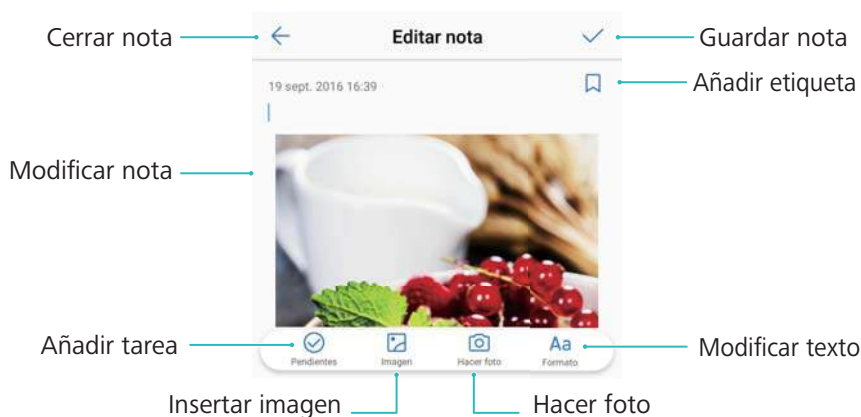 Cerrar nota
Editar nota
Guardar nota
19 sept. 2016 16:39
Añadir etiqueta
Modificar nota
Añadir tarea
Pendientes
Imagen
Hacer foto
Aa
Formato
Modificar texto
Insertar imagen
Hacer foto